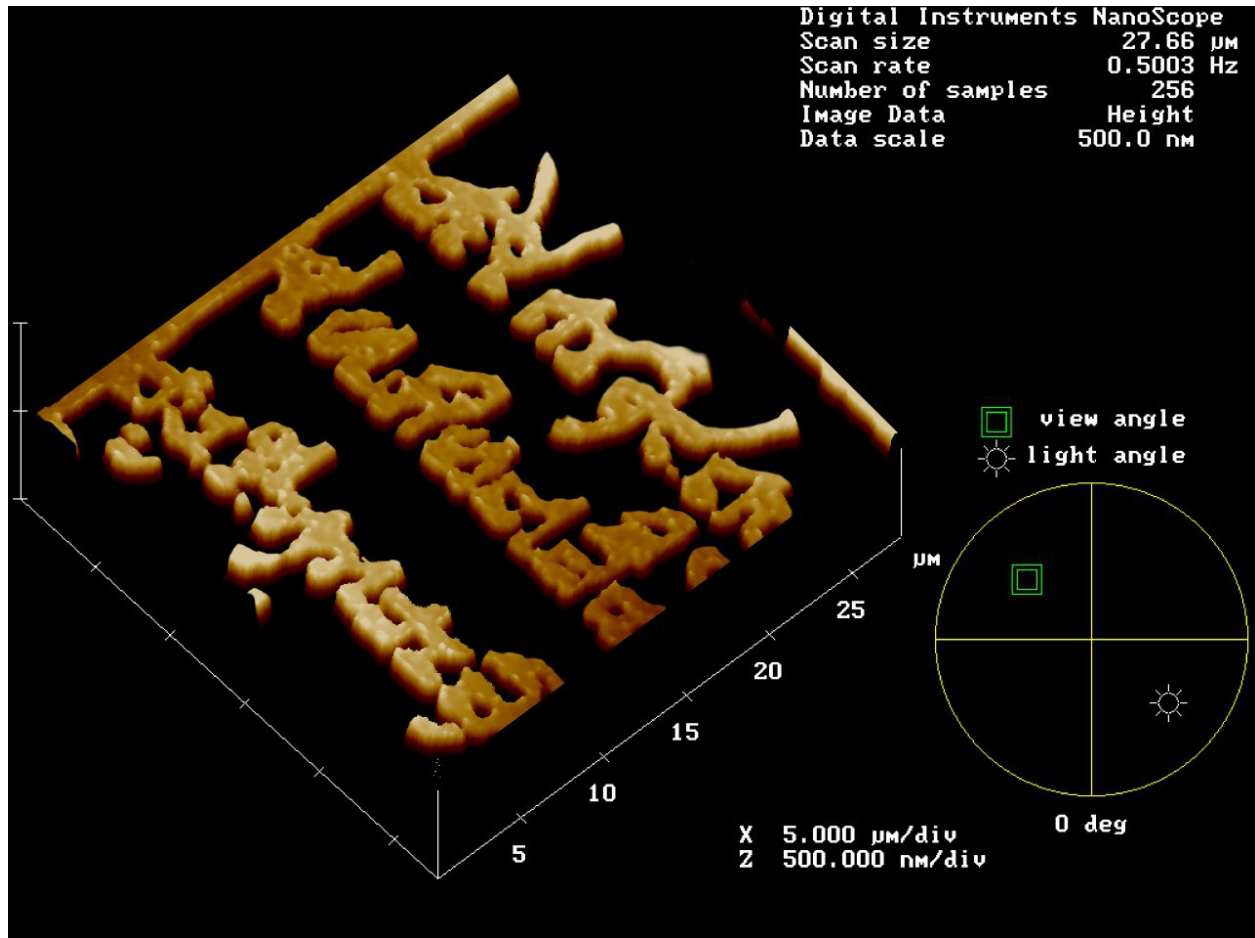 Digital Instruments NanoScope
Scan size 27.66 µm
Scan rate 0.5003 Hz
Number of samples 256
Image Data Height
Data scale 500.0 nm
view angle
light angle
µm
25
20
15
10
5
X 5.000 µm/div
Z 500.000 nm/div
0 deg